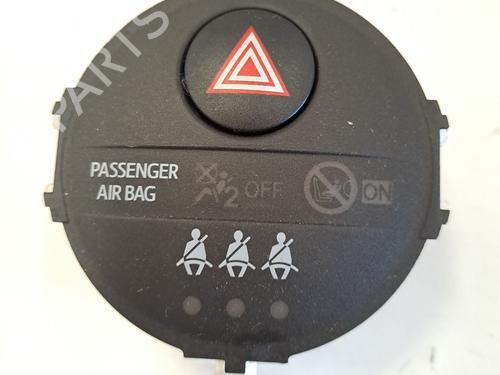 PARTS
PASSENGER
AIR BAG
2 OFF
ON